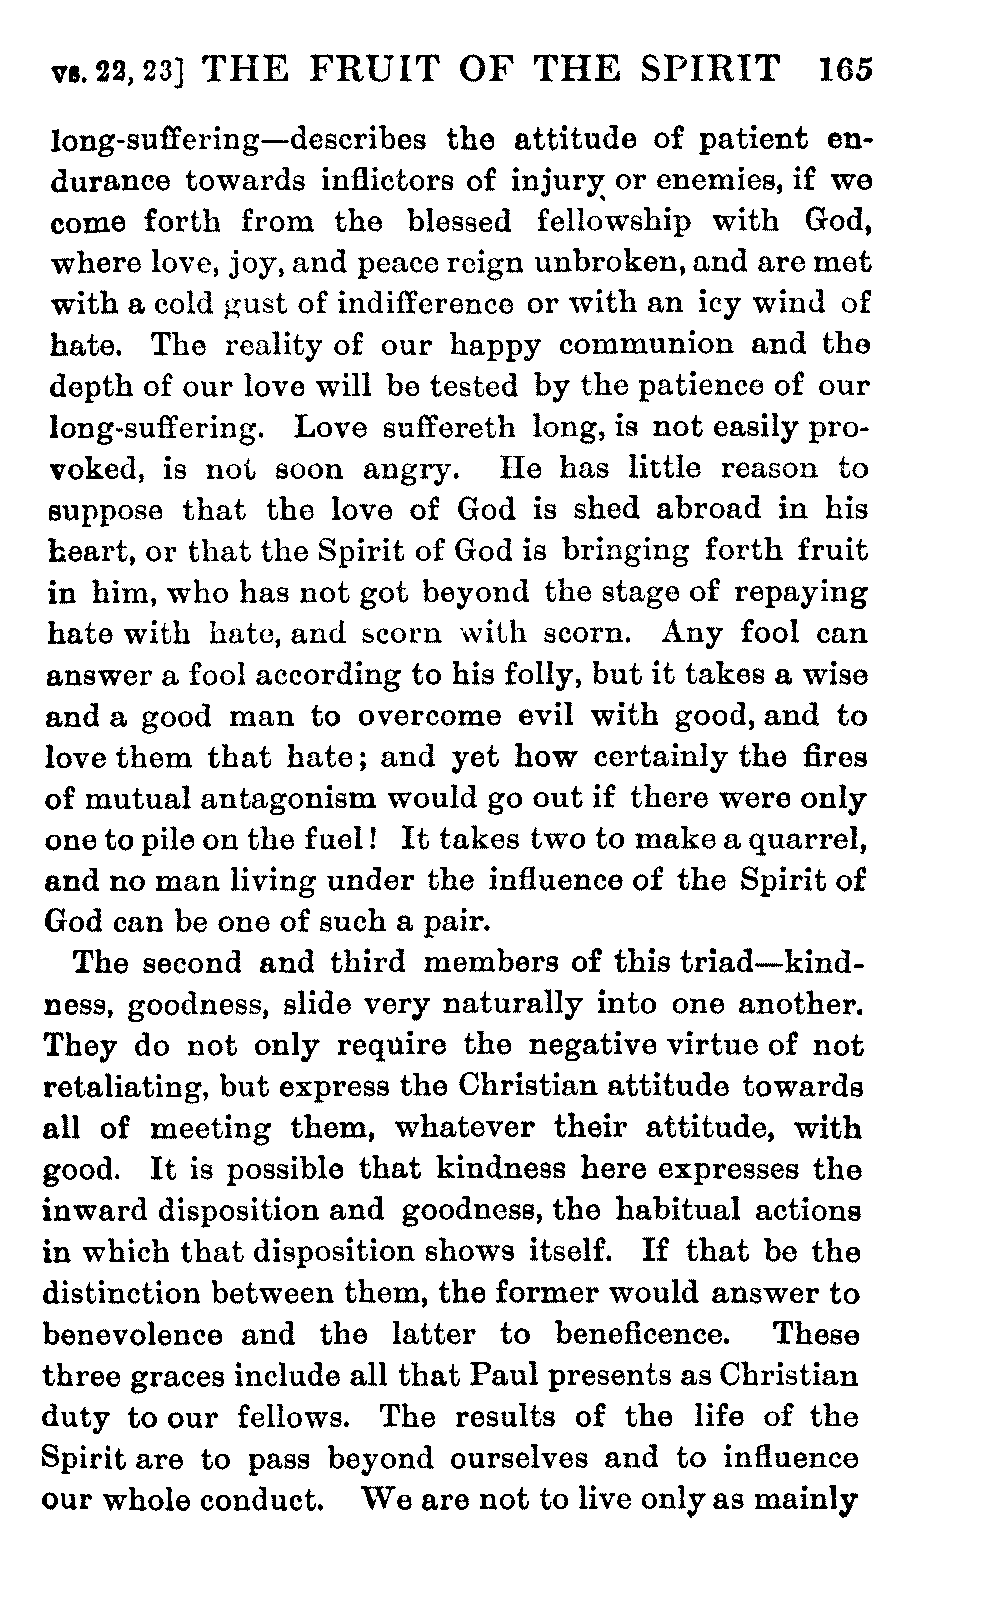 vs. 22, 23] THE FRUIT OF THE SPIRIT 165
long-suffering—describes the attitude of patient en-
durance towards inflictors of injury or enemies, if we
come forth from the blessed fellowship with God,
where love, joy, and peace reign unbroken, and are met
with a cold gust of indifference or with an icy wind of
hate. The reality of our happy communion and the
depth of our love will be tested by the patience of our
long-suffering. Love suffereth long, is not easily pro-
voked, is not soon angry. He has little reason to
suppose that the love of God is shed abroad in his
heart, or that the Spirit of God is bringing forth fruit
in him, who has not got beyond the stage of repaying
hate with hate, and scorn with scorn. Any fool can
answer a fool according to his folly, but it takes a wise
and a good man to overcome evil with good, and to
love them that hate; and yet how certainly the fires
of mutual antagonism would go out if there were only
one to pile on the fuel! It takes two to make a quarrel,
and no man living under the influence of the Spirit of
God can be one of such a pair.
The second and third members of this triad—kind-
ness, goodness, slide very naturally into one another.
They do not only require the negative virtue of not
retaliating, but express the Christian attitude towards
all of meeting them, whatever their attitude, with
good. It is possible that kindness here expresses the
inward disposition and goodness, the habitual actions
in which that disposition shows itself. If that be the
distinction between them, the former would answer to
benevolence and the latter to beneficence. These
three graces include all that Paul presents as Christian
duty to our fellows. The results of the life of the
Spirit are to pass beyond ourselves and to influence
our whole conduct. We are not to live only as mainly